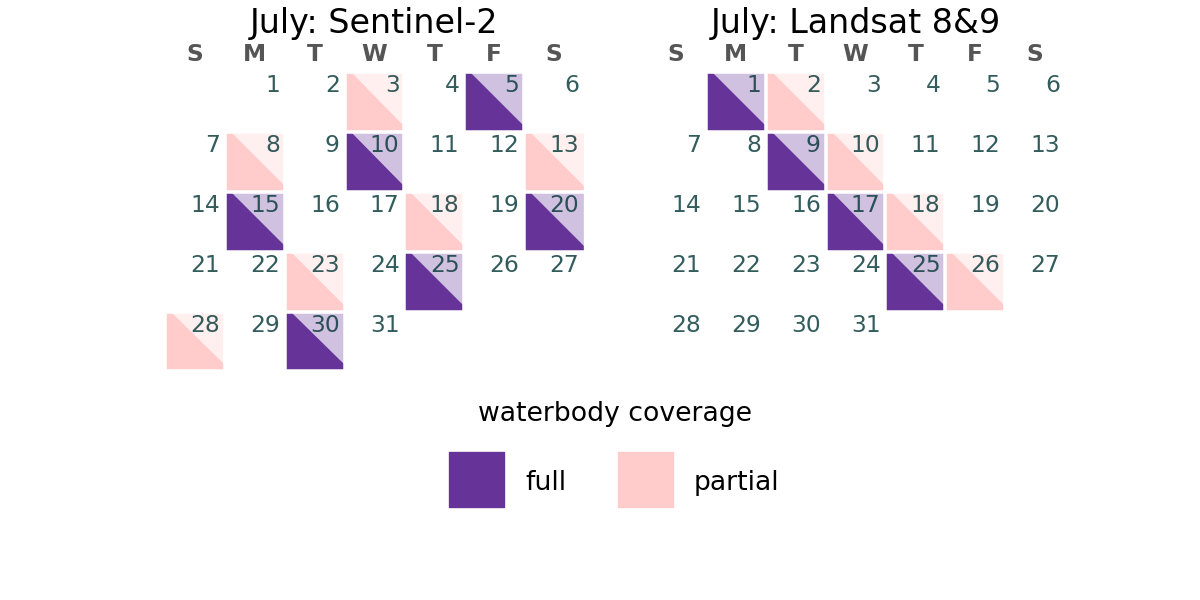 July: Sentinel-2
S M T W T F S
1 2 3 4 5 6
7 8 9 10 11 12 13
14 15 16 17 18 19 20
21 22 23 24 25 26 27
28 29 30 31
July: Landsat 8&9
S M T W T F S
1 2 3 4 5 6
7 8 9 10 11 12 13
14 15 16 17 18 19 20
21 22 23 24 25 26 27
28 29 30 31
waterbody coverage
full partial